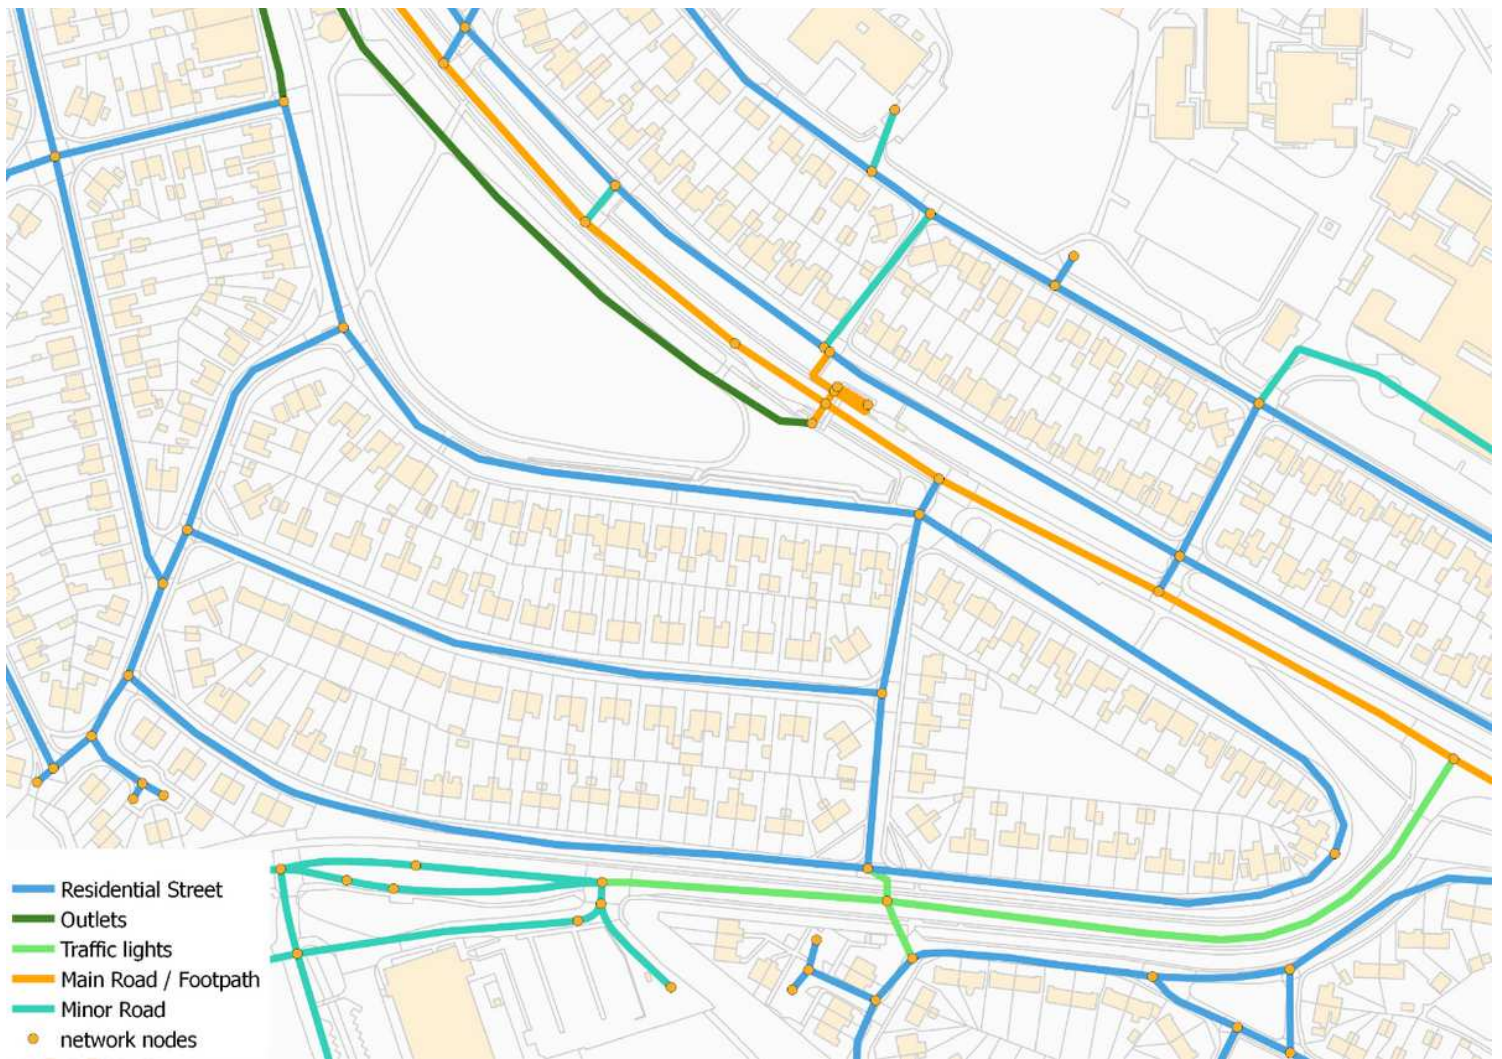 Residential Street
Outlets
Traffic lights
Main Road / Footpath
Minor Road
network nodes